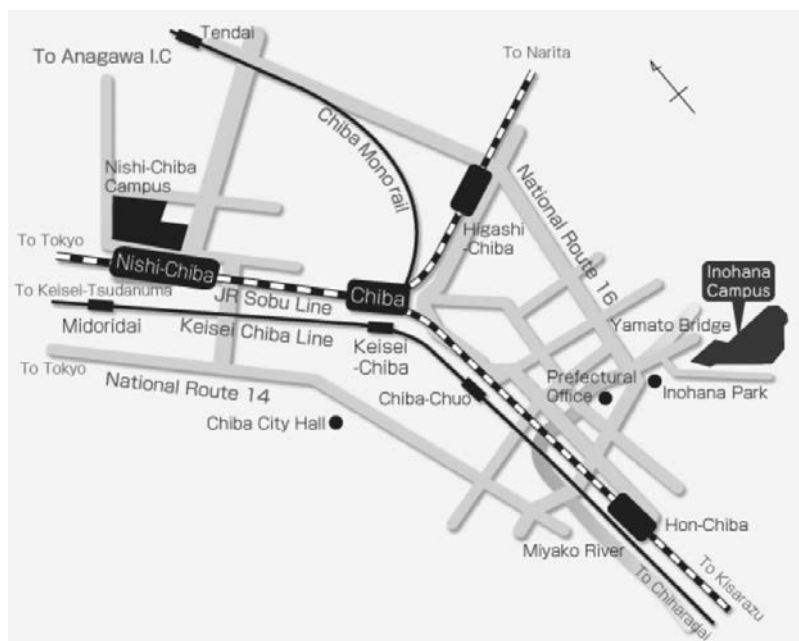 Tendai
To Anagawa I.C
To Narita
Chiba Mono rail
Nishi-Chiba
Campus
National Route 16
Higashi
-Chiba
To Tokyo
Nishi-Chiba
Inohana
Campus
To Keisei-Tsudanuma
JR Sobu Line
Chiba
Midoridai
Keisei Chiba Line
Keisei
-Chiba
Yamato Bridge
To Tokyo
National Route 14
Chiba-Chuo
Prefectural
Office
Inohana Park
Chiba City Hall
Hon-Chiba
Miyako River
To Kisarazu
To Chiharadai